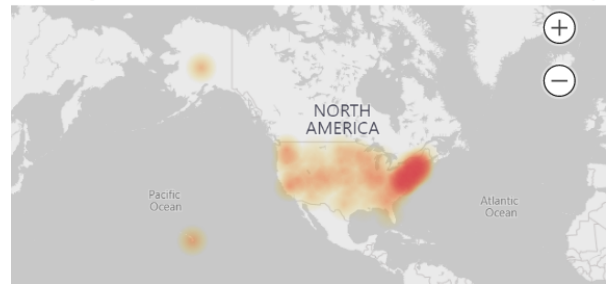 NORTH
AMERICA
Pacific
Ocean
Atlantic
Ocean